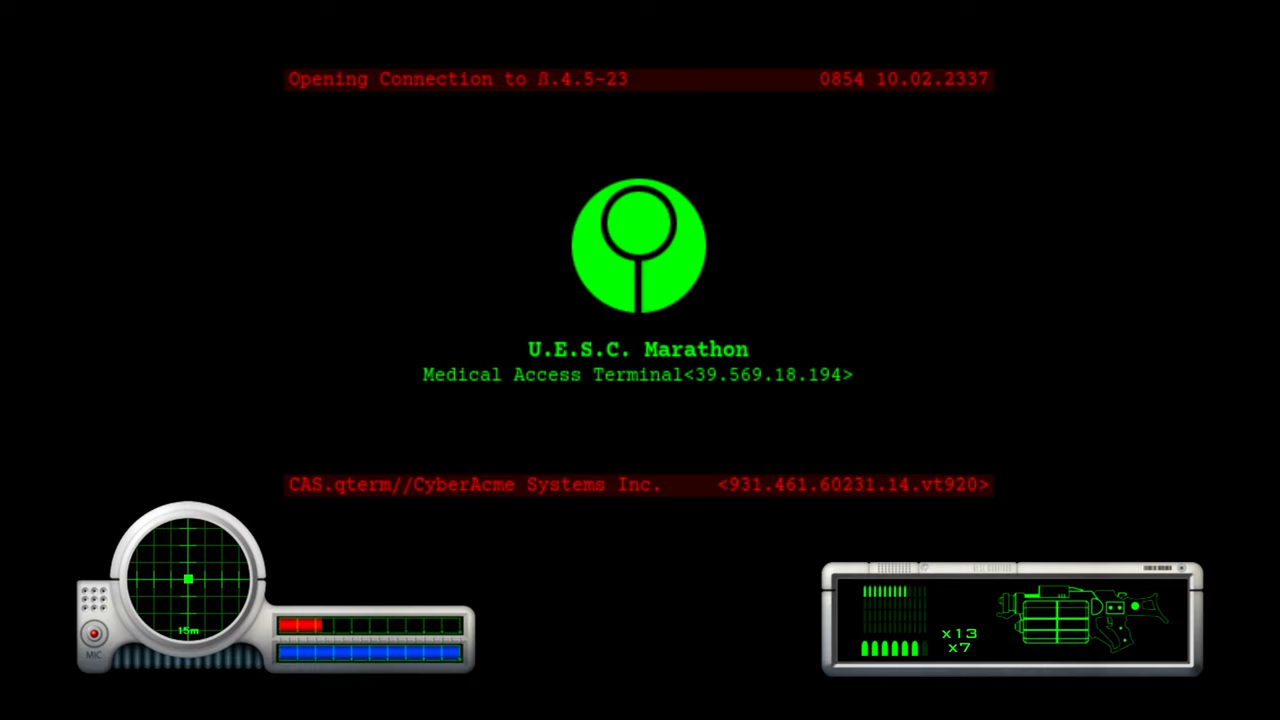 Opening Connection to ß.4.5-23 0854 10.02.2337
U.E.S.C. Marathon
Medical Access Terminal<39.569.18.194>
CAS.qterm//CyberAcme Systems Inc. <931.461.60231.14.vt920>
15m
MIC
x13
x7